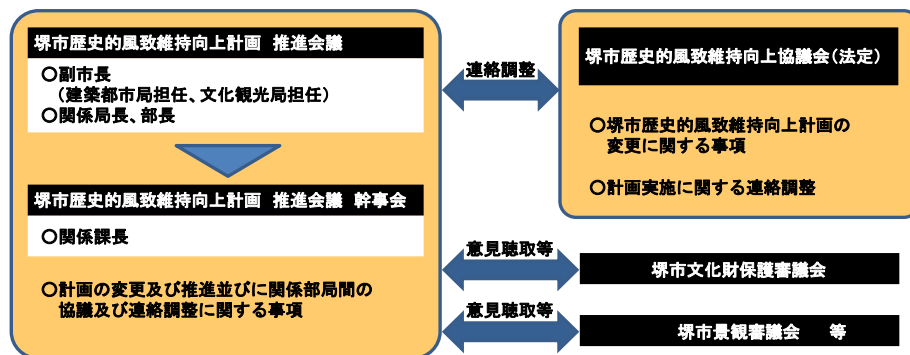 堺市歴史的風致維持向上計画 推進会議
○副市長
（建築都市局担任、文化観光局担任）
○関係局長、部長
堺市歴史的風致維持向上計画 推進会議 幹事会
○関係課長
○計画の変更及び推進並びに関係部局間の
協議及び連絡調整に関する事項
連絡調整
意見聴取等
意見聴取等
堺市歴史的風致維持向上協議会（法定）
○堺市歴史的風致維持向上計画の
変更に関する事項
○計画実施に関する連絡調整
堺市文化財保護審議会
堺市景観審議会 等